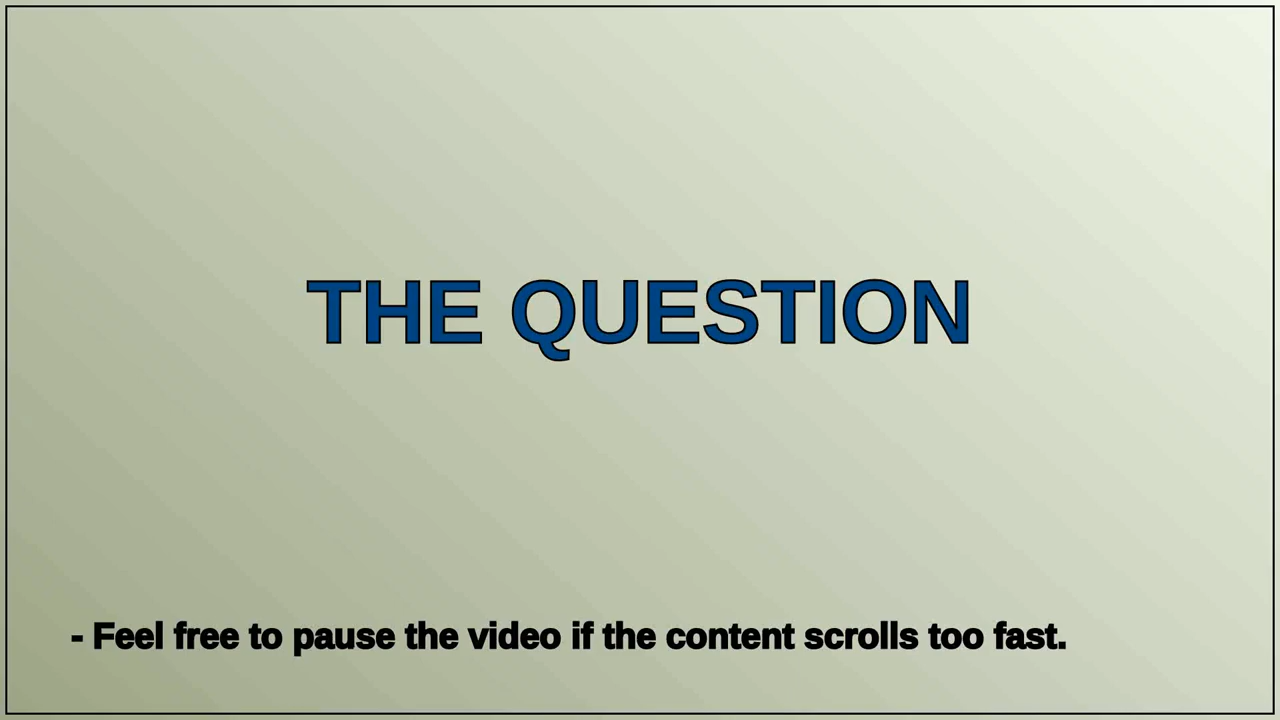 THE QUESTION
- Feel free to pause the video if the content scrolls too fast.